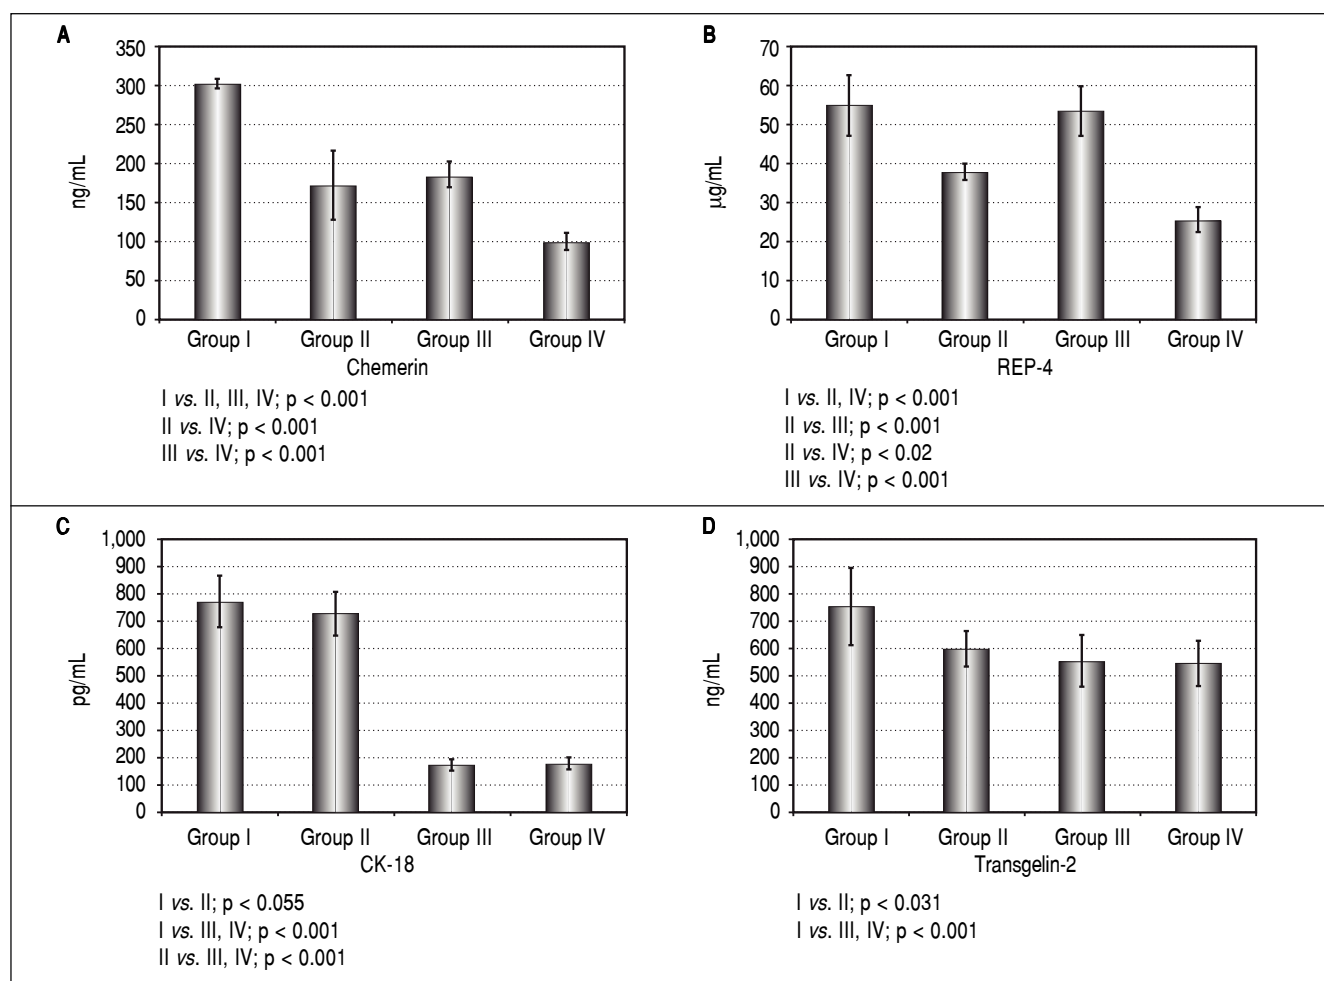 A
350
300
250
200
150
100
50
0
ng/mL
Group I Group II Group III Group IV
Chemerin
I vs. II, III, IV; p < 0.001
II vs. IV; p < 0.001
III vs. IV; p < 0.001
B
70
60
50
40
30
20
10
0
µg/mL
Group I Group II Group III Group IV
REP-4
I vs. II, IV; p < 0.001
II vs. III; p < 0.001
II vs. IV; p < 0.02
III vs. IV; p < 0.001
C
1,000
900
800
700
600
500
400
300
200
100
0
pg/mL
Group I Group II Group III Group IV
CK-18
I vs. II; p < 0.055
I vs. III, IV; p < 0.001
II vs. III, IV; p < 0.001
D
1,000
900
800
700
600
500
400
300
200
100
0
ng/mL
Group I Group II Group III Group IV
Transgelin-2
I vs. II; p < 0.031
I vs. III, IV; p < 0.001